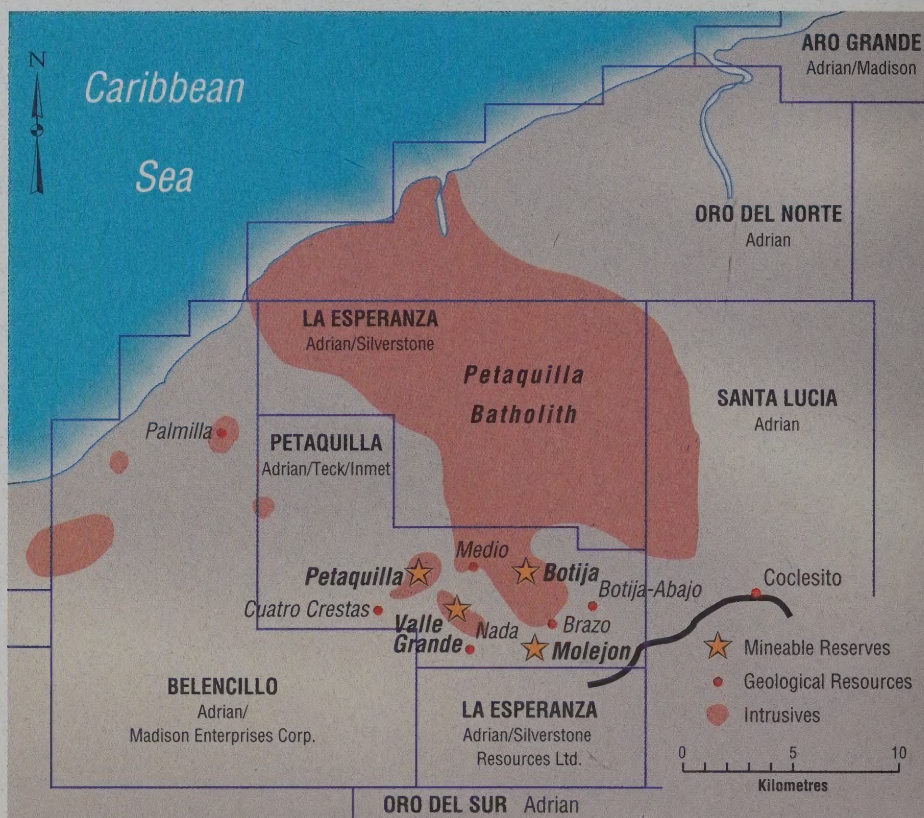 N
Caribbean
Sea
ARO GRANDE
Adrian/Madison
ORO DEL NORTE
Adrian
LA ESPERANZA
Adrian/Silverstone
Petaquilla
Batholith
SANTA LUCIA
Adrian
Palmilla
PETAQUILLA
Adrian/Teck/Inmet
Medio
Petaquilla
Botija
Botija-Abajo
Coclesito
Cuatro Crestas
Valle
Grande
Nada
Brazo
Molejon
BELENCILLO
Adrian/
Madison Enterprises Corp.
LA ESPERANZA
Adrian/Silverstone
Resources Ltd.
Mineable Reserves
Geological Resources
Intrusives
0 5 10
Kilometres
ORO DEL SUR Adrian